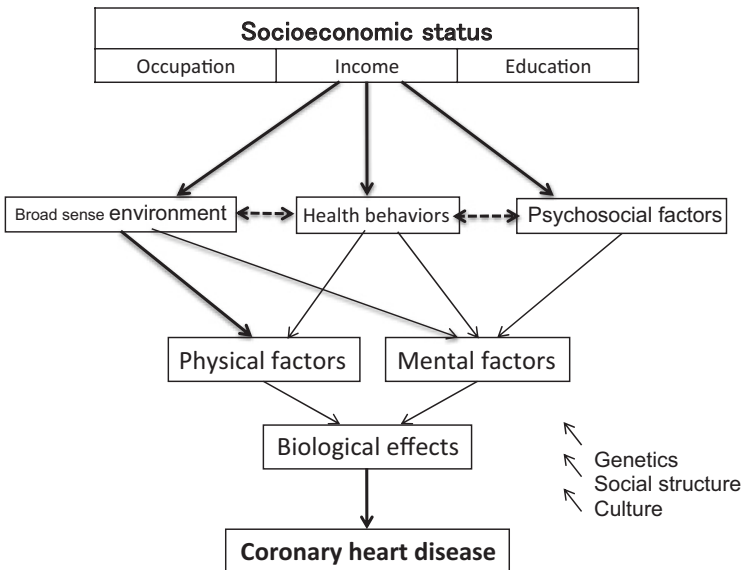 Socioeconomic status
Occupation Income Education
Broad sense environment Health behaviors Psychosocial factors
Physical factors Mental factors
Biological effects
Genetics
Social structure
Culture
Coronary heart disease